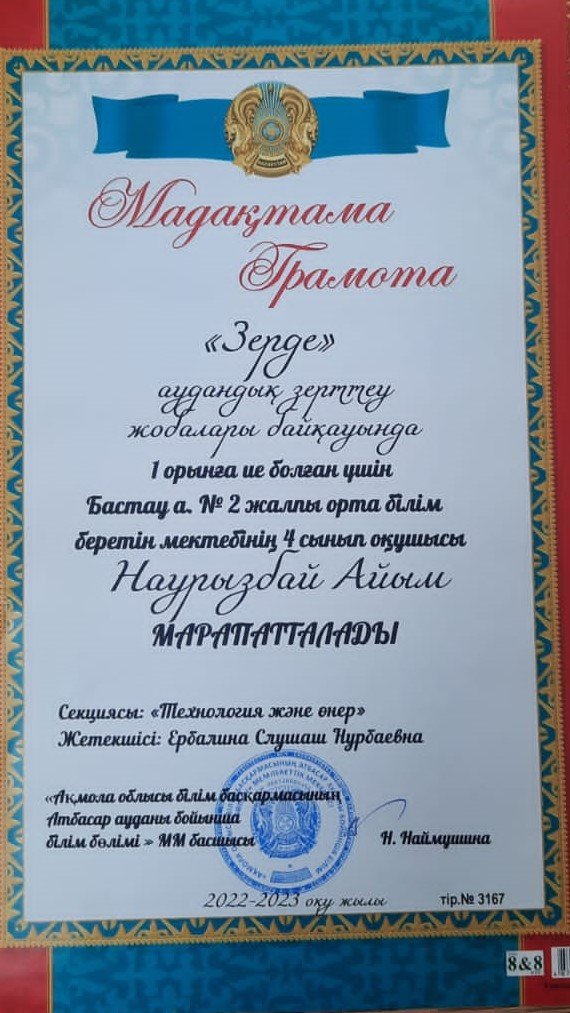 Мадақтама
Грамота
«Зерде»
аудандық зерттеу
жобалары байқауында
1 орынға ие болған үшін
Бастау а. № 2 жалпы орта білім
беретін мектебінің 4 сынып оқушысы
Наурызбай Айым
МАРАПАТТАЛАДЫ
Секциясы: «Технология және өнер»
Жетекшісі: Ербалина Слушаш Нурбаевна
«Ақмола облысы білім басқармасының
Атбасар ауданы бойынша
білім бөлімі » ММ басшысы
Н. Наймушина
2022-2023 оқу жылы
тір.№ 3167
8&8